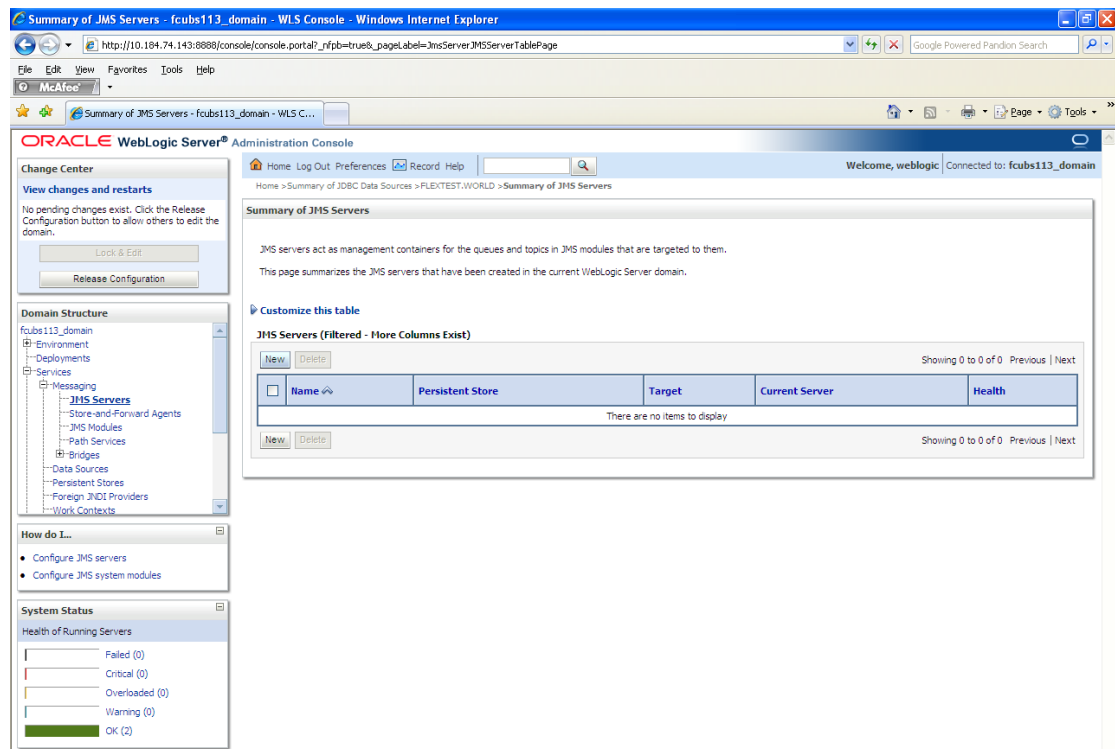 Summary of JMS Servers - fcubs113_domain - WLS Console - Windows Internet Explorer
http://10.184.74.143:8888/console/console.portal?_nfpb=true&_pageLabel=JmsServerJMSServerTablePage
Google Powered Pandion Search
File Edit View Favorites Tools Help
McAfee
Summary of JMS Servers - fcubs113_domain - WLS C...
Page Tools
ORACLE WebLogic Server® Administration Console
Change Center
View changes and restarts
No pending changes exist. Click the Release
Configuration button to allow others to edit the
domain.
Lock & Edit
Release Configuration
Domain Structure
fcubs113_domain
Environment
Deployments
Services
Messaging
JMS Servers
Store-and-Forward Agents
JMS Modules
Path Services
Bridges
Data Sources
Persistent Stores
Foreign JNDI Providers
Work Contexts
How do I...
Configure JMS servers
Configure JMS system modules
System Status
Health of Running Servers
Failed (0)
Critical (0)
Overloaded (0)
Warning (0)
OK (2)
Home Log Out Preferences Record Help
Welcome, weblogic Connected to: fcubs113_domain
Home >Summary of JDBC Data Sources >FLEXTEST.WORLD >Summary of JMS Servers
Summary of JMS Servers
JMS servers act as management containers for the queues and topics in JMS modules that are targeted to them.
This page summarizes the JMS servers that have been created in the current WebLogic Server domain.
Customize this table
JMS Servers (Filtered - More Columns Exist)
New Delete Showing 0 to 0 of 0 Previous | Next
Name Persistent Store Target Current Server Health
There are no items to display
New Delete Showing 0 to 0 of 0 Previous | Next